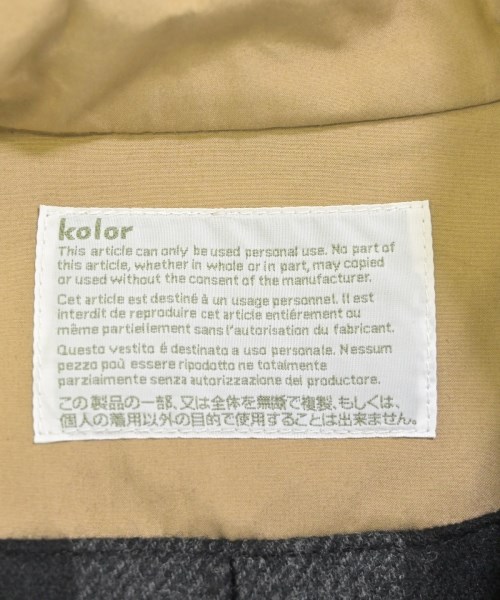 kolor
This article can only be used personal use. No part of
this article, whether in whole or in part, may copied
or used without the consent of the manufacturer.
Cet article est destiné à un usage personnel. Il est
interdit de reproduire cet article entiérement ou
même partiellement sans l'autorisation du fabricant.
Questo vestito é destinato a uso personale. Nessum
pezzo può essere ripodotto ne totalmente
parzialmente senza autorizzazione del produttore.
この製品の一部、又は全体を無断で複製、もしくは、
個人の着用以外の目的で使用することは出来ません。